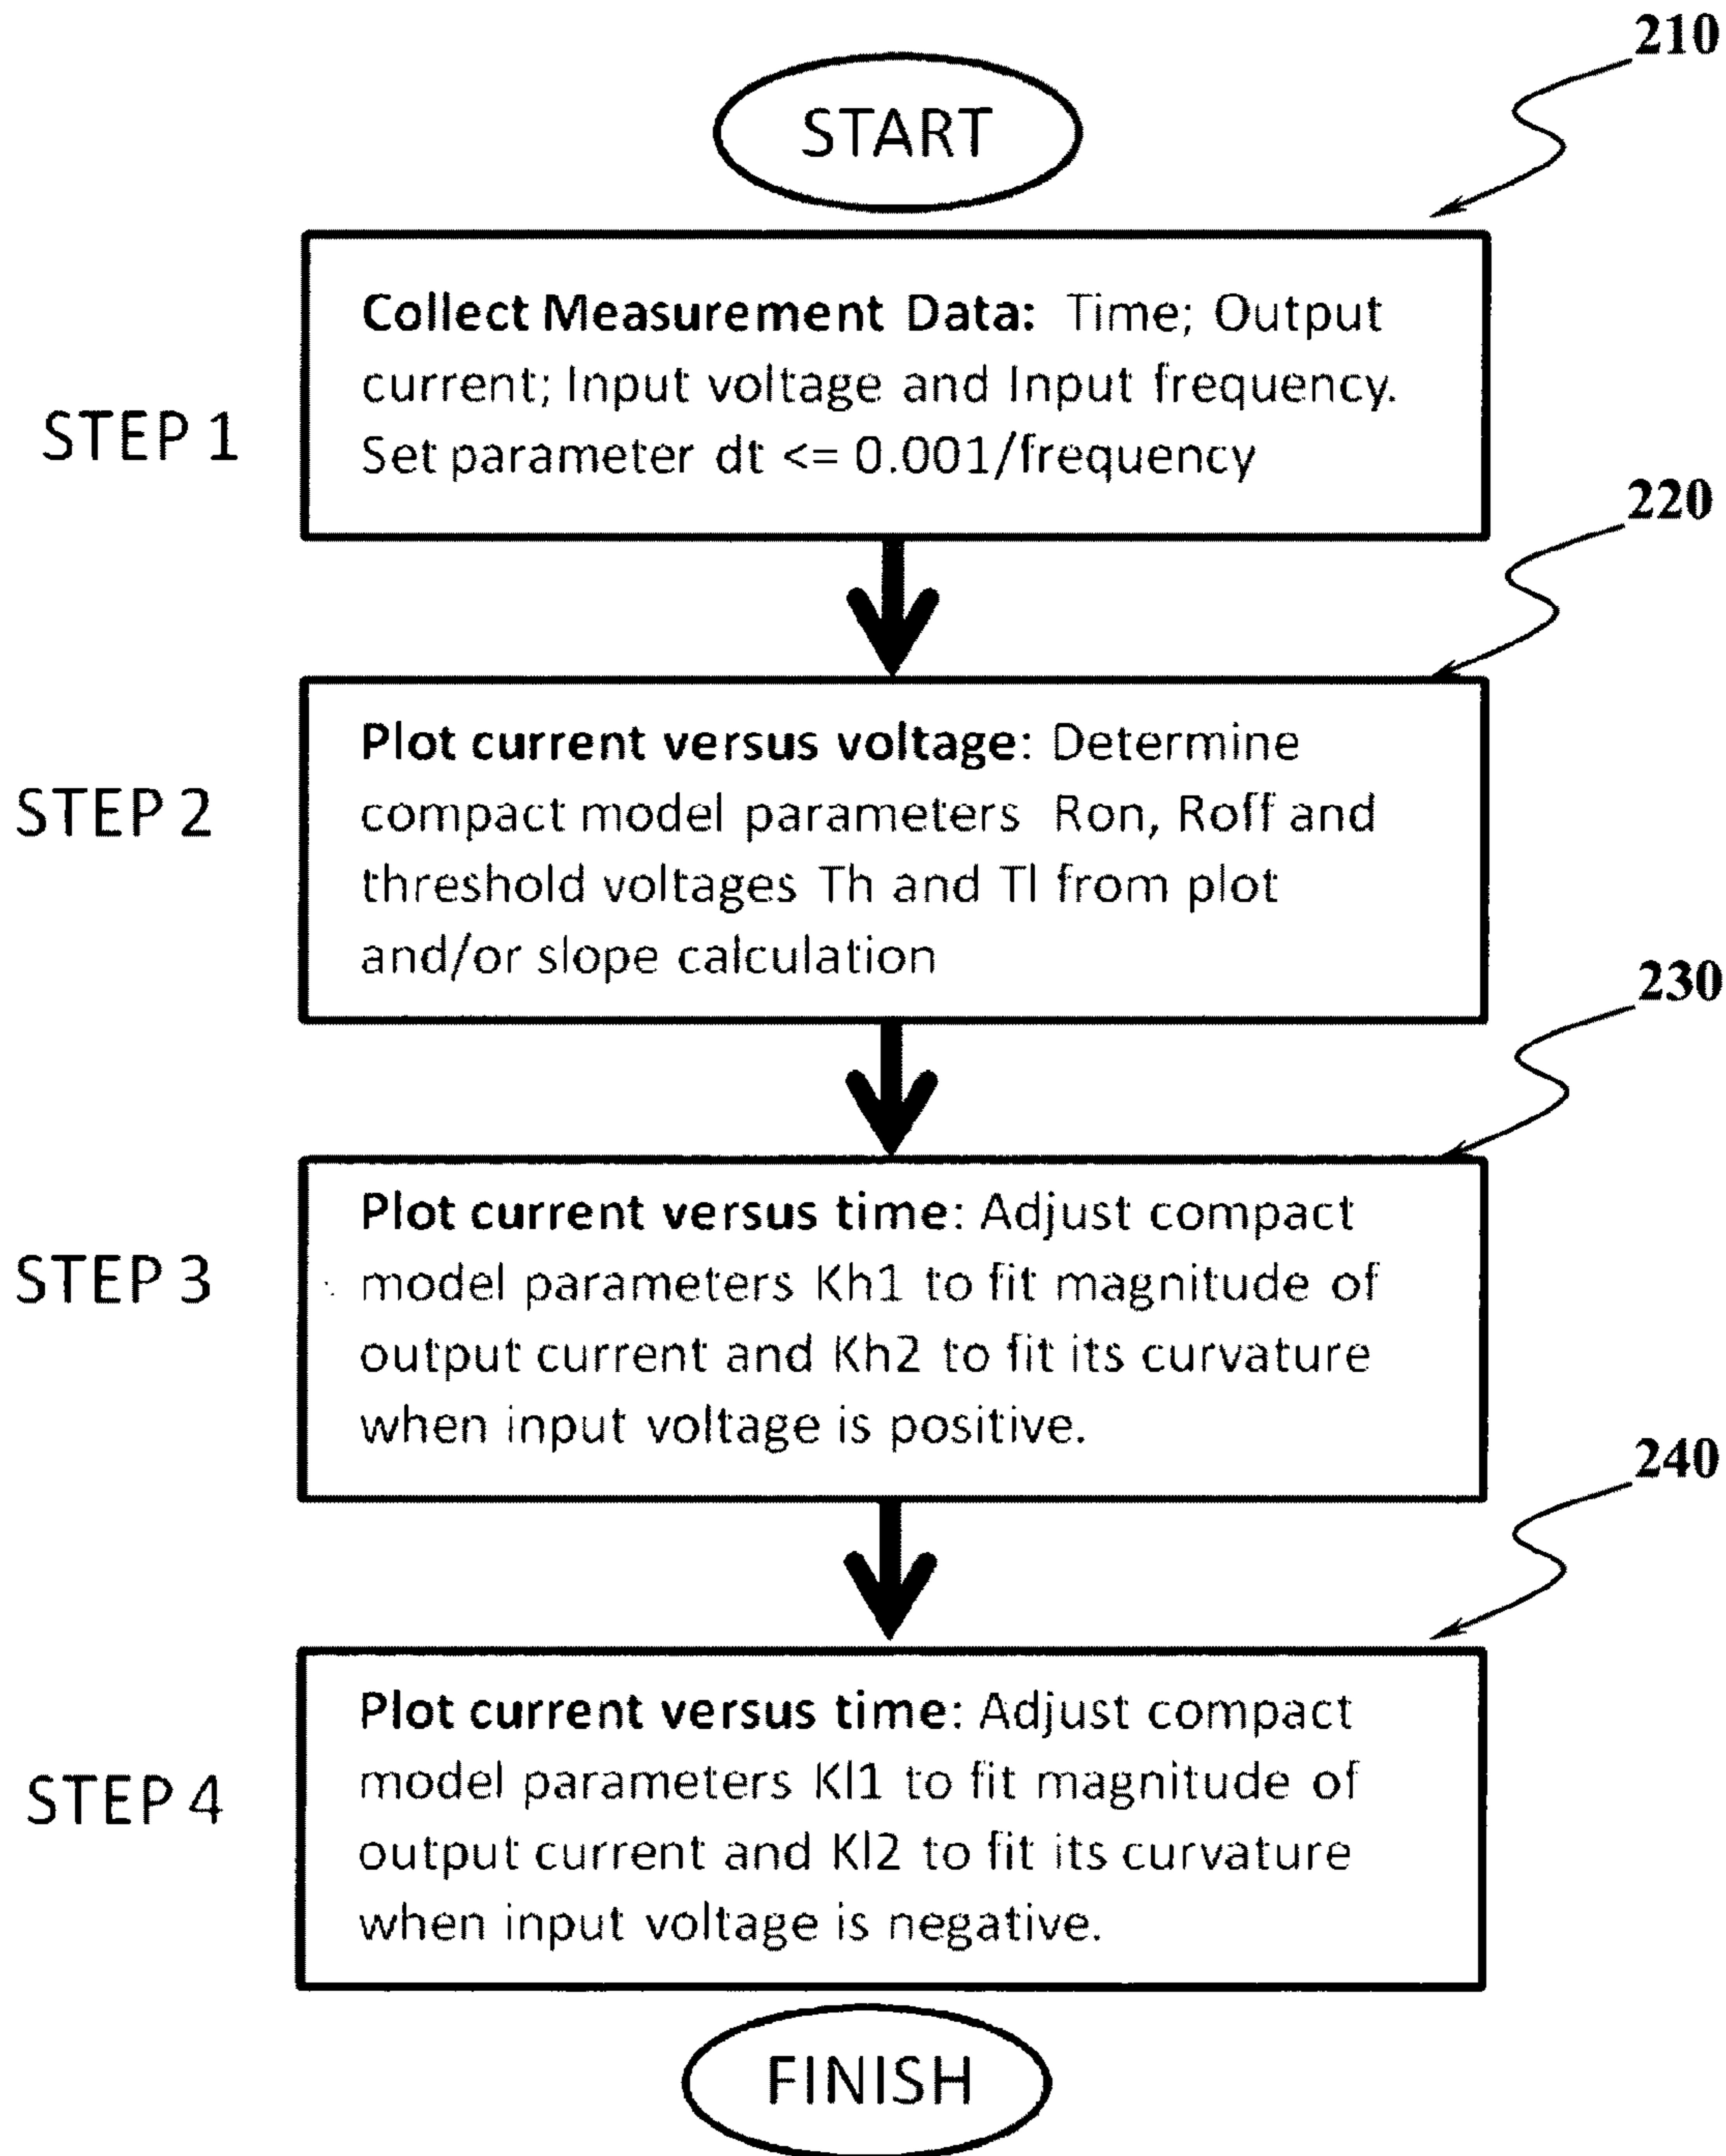 210
START
Collect Measurement Data: Time; Output
current; Input voltage and Input frequency.
STEP 1
Set parameter dt <= 0.001/frequency
220
Plot current versus voltage: Determine
STEP 2
compact model parameters Ron, Roff and
threshold voltages Th and Tl from plot
and/or slope calculation
230
Plot current versus time: Adjust compact
STEP 3
model parameters Kh1 to fit magnitude of
output current and Kh2 to fit its curvature
when input voltage is positive.
240
Plot current versus time: Adjust compact
model parameters Kl1 to fit magnitude of
STEP 4
output current and Kl2 to fit its curvature
when input voltage is negative.
FINISH